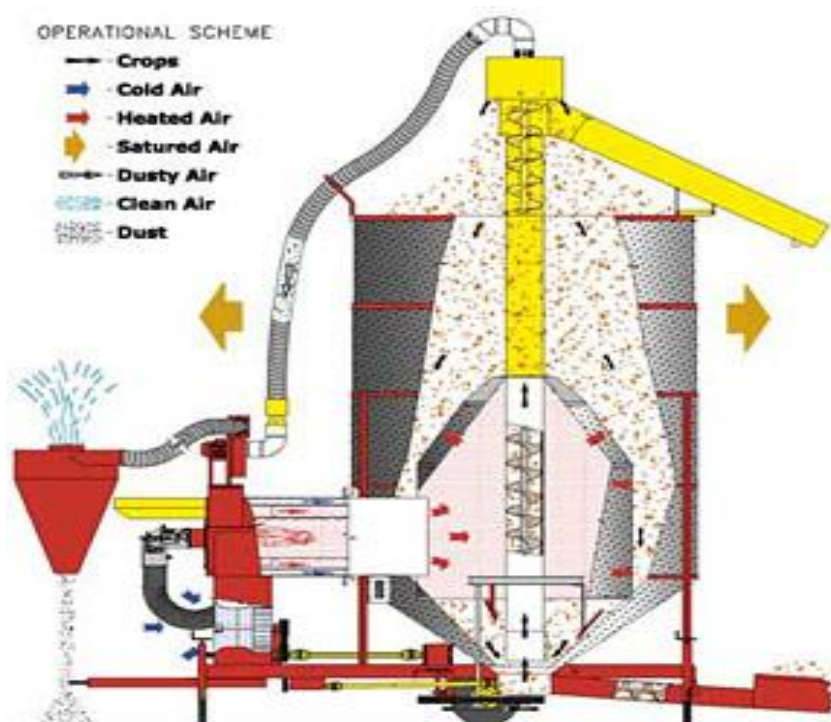 OPERATIONAL SCHEME
Crops
Cold Air
Heated Air
Satured Air
Dusty Air
Clean Air
Dust